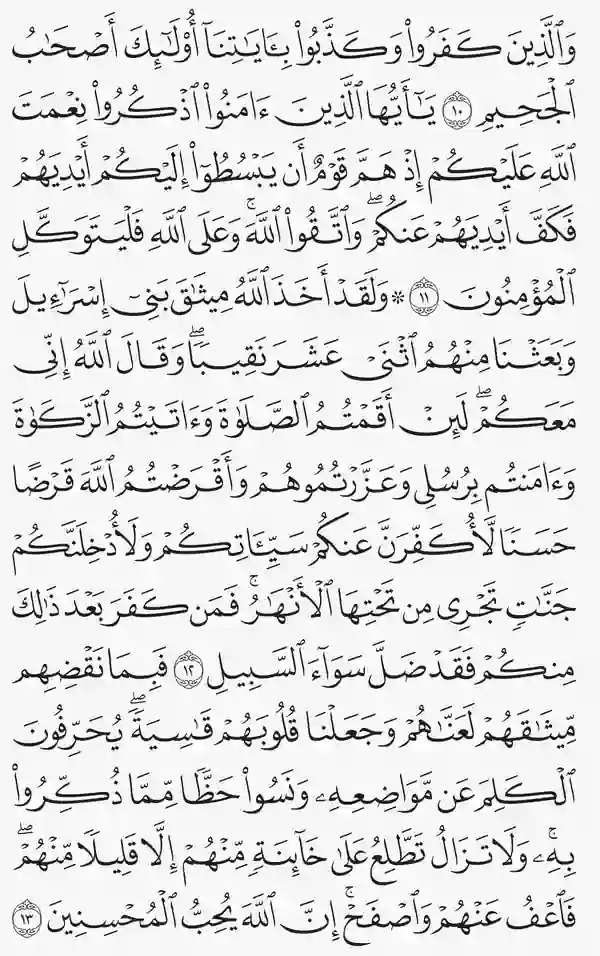 وَٱلَّذِينَ كَفَرُوا۟ وَكَذَّبُوا۟ بِـَٔايَـٰتِنَآ أُو۟لَـٰٓئِكَ أَصْحَـٰبُ
ٱلْجَحِيمِ ١٠ يَـٰٓأَيُّهَا ٱلَّذِينَ ءَامَنُوا۟ ٱذْكُرُوا۟ نِعْمَتَ
ٱللَّهِ عَلَيْكُمْ إِذْ هَمَّ قَوْمٌ أَن يَبْسُطُوٓا۟ إِلَيْكُمْ أَيْدِيَهُمْ
فَكَفَّ أَيْدِيَهُمْ عَنكُمْ ۖ وَٱتَّقُوا۟ ٱللَّهَ ۚ وَعَلَى ٱللَّهِ فَلْيَتَوَكَّلِ
ٱلْمُؤْمِنُونَ ١١ ۞ وَلَقَدْ أَخَذَ ٱللَّهُ مِيثَـٰقَ بَنِىٓ إِسْرَٰٓءِيلَ
وَبَعَثْنَا مِنْهُمُ ٱثْنَىْ عَشَرَ نَقِيبًا ۖ وَقَالَ ٱللَّهُ إِنِّى
مَعَكُمْ ۖ لَئِنْ أَقَمْتُمُ ٱلصَّلَوٰةَ وَءَاتَيْتُمُ ٱلزَّكَوٰةَ
وَءَامَنتُم بِرُسُلِى وَعَزَّرْتُمُوهُمْ وَأَقْرَضْتُمُ ٱللَّهَ قَرْضًا
حَسَنًا لَّأُكَفِّرَنَّ عَنكُمْ سَيِّـَٔاتِكُمْ وَلَأُدْخِلَنَّكُمْ
جَنَّـٰتٍ تَجْرِى مِن تَحْتِهَا ٱلْأَنْهَـٰرُ ۚ فَمَن كَفَرَ بَعْدَ ذَٰلِكَ
مِنكُمْ فَقَدْ ضَلَّ سَوَآءَ ٱلسَّبِيلِ ١٢ فَبِمَا نَقْضِهِم
مِّيثَـٰقَهُمْ لَعَنَّـٰهُمْ وَجَعَلْنَا قُلُوبَهُمْ قَـٰسِيَةً ۖ يُحَرِّفُونَ
ٱلْكَلِمَ عَن مَّوَاضِعِهِۦ ۙ وَنَسُوا۟ حَظًّا مِّمَّا ذُكِّرُوا۟
بِهِۦ ۚ وَلَا تَزَالُ تَطَّلِعُ عَلَىٰ خَآئِنَةٍ مِّنْهُمْ إِلَّا قَلِيلًا مِّنْهُمْ ۖ
فَٱعْفُ عَنْهُمْ وَٱصْفَحْ ۚ إِنَّ ٱللَّهَ يُحِبُّ ٱلْمُحْسِنِينَ ١٣